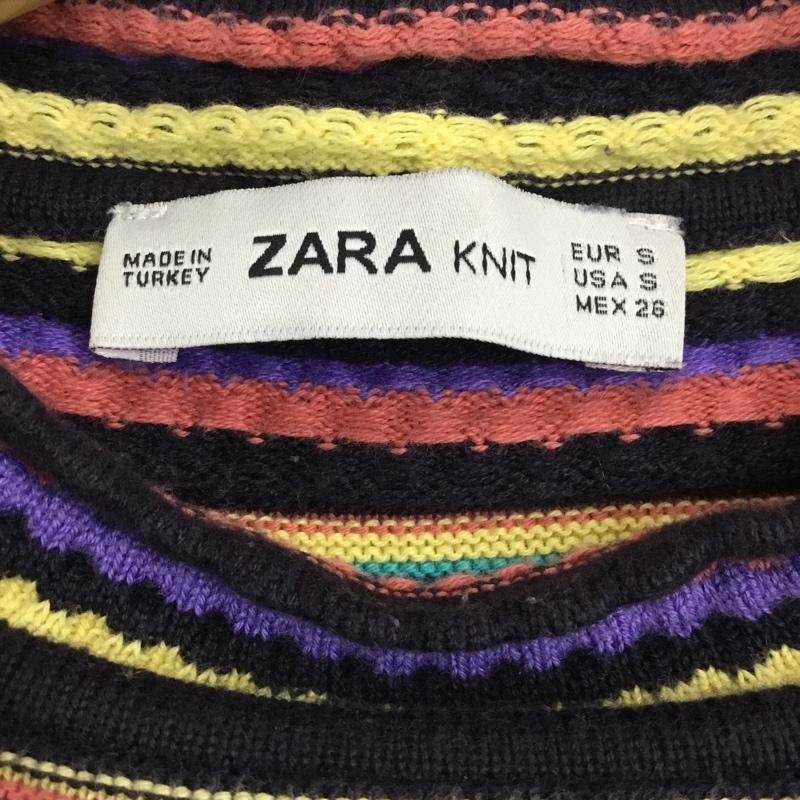 MADE IN
TURKEY
ZARA KNIT
EUR S
USA S
MEX 26